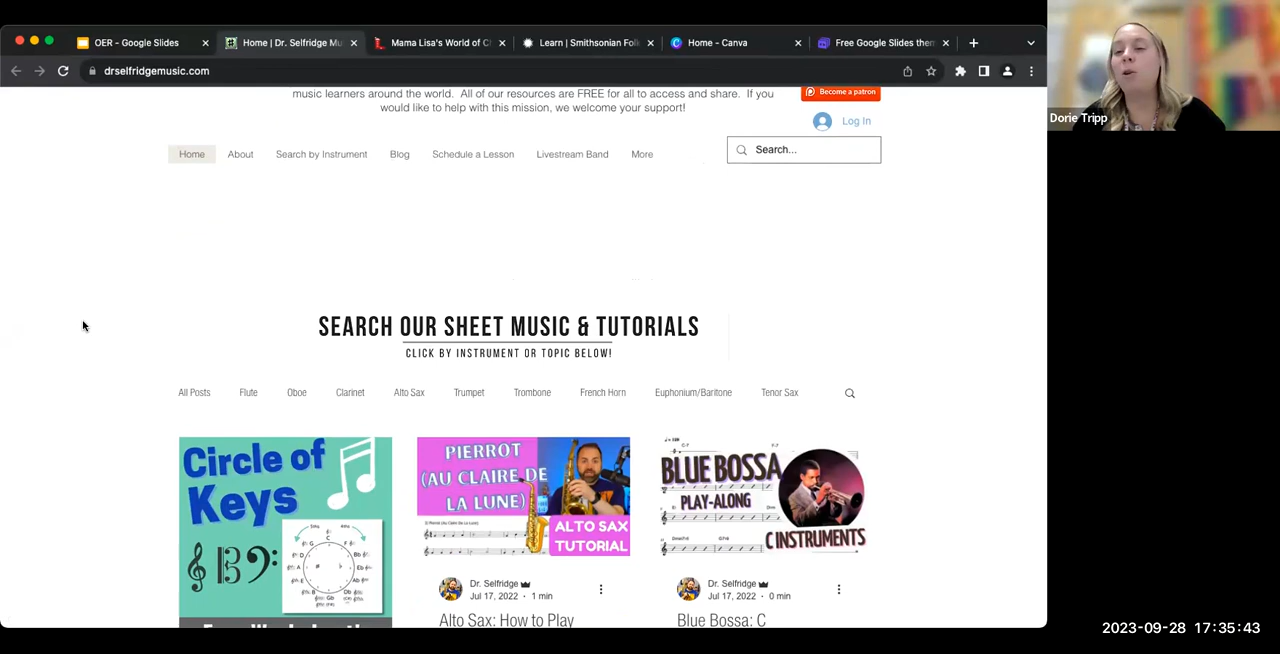 OER - Google Slides
Home | Dr. Selfridge Mu
Mama Lisa's World of C
Learn | Smithsonian Folk
Home - Canva
Free Google Slides them
drselfridgemusic.com
Dorie Tripp
music learners around the world. All of our resources are FREE for all to access and share. If you
would like to help with this mission, we welcome your support!
Become a patron
Log In
Home About Search by Instrument Blog Schedule a Lesson Livestream Band More
Search...
SEARCH OUR SHEET MUSIC & TUTORIALS
CLICK BY INSTRUMENT OR TOPIC BELOW!
All Posts Flute Oboe Clarinet Alto Sax Trumpet Trombone French Horn Euphonium/Baritone Tenor Sax
Circle of
Keys
PIERROT
(AU CLAIRE DE
LA LUNE)
ALTO SAX
TUTORIAL
BLUE BOSSA
PLAY-ALONG
C INSTRUMENTS
Dr. Selfridge
Jul 17, 2022 · 1 min
Alto Sax: How to Play
Dr. Selfridge
Jul 17, 2022 · 0 min
Blue Bossa: C
2023-09-28 17:35:43